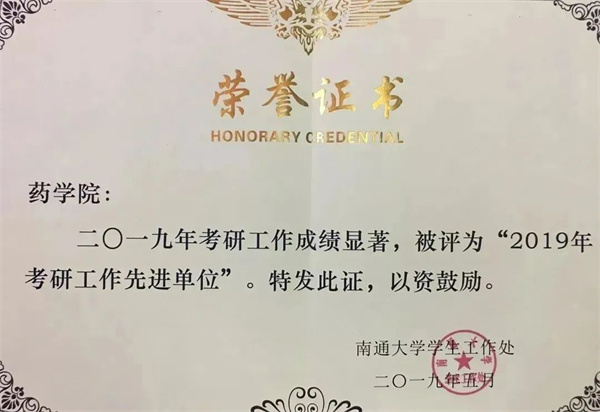 荣誉证书
HONORARY CREDENTIAL
药学院：
二〇一九年考研工作成绩显著，被评为“2019年
考研工作先进单位”。特发此证，以资鼓励。
南通大学学生工作处
二〇一九年五月